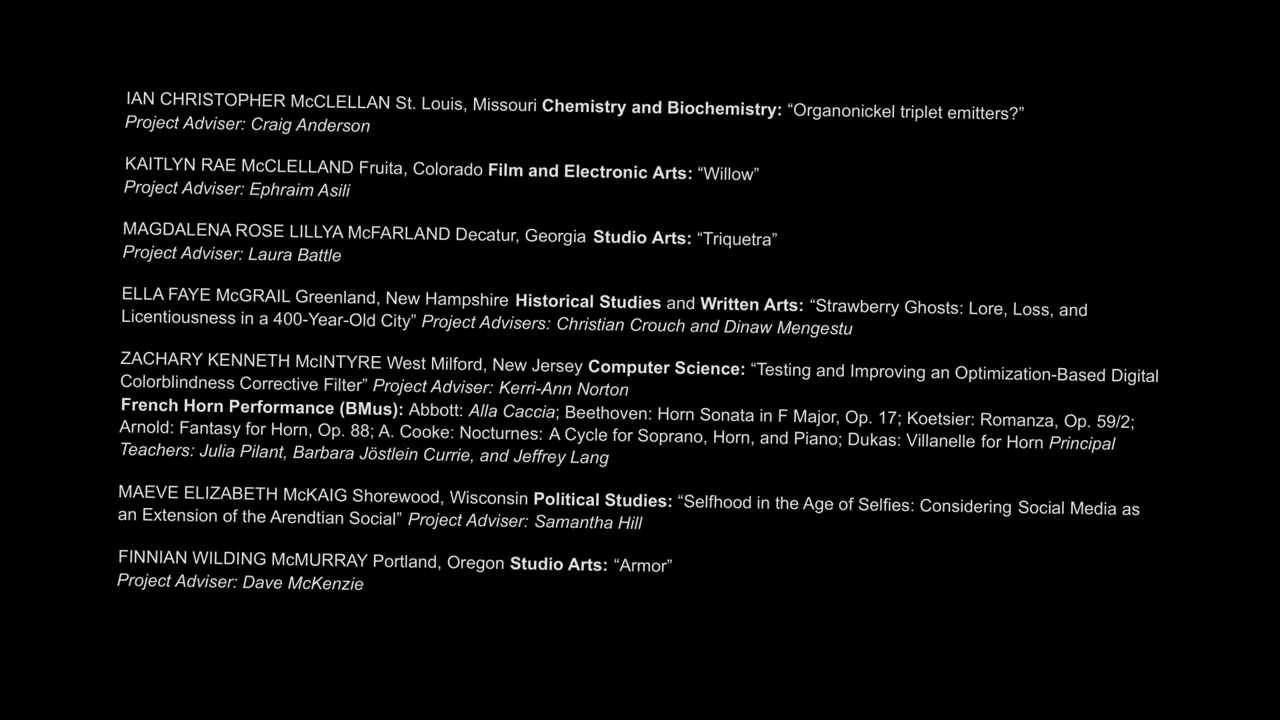 IAN CHRISTOPHER McCLELLAN St. Louis, Missouri Chemistry and Biochemistry: “Organonickel triplet emitters?”
Project Adviser: Craig Anderson
KAITLYN RAE McCLELLAND Fruita, Colorado Film and Electronic Arts: “Willow”
Project Adviser: Ephraim Asili
MAGDALENA ROSE LILLYA McFARLAND Decatur, Georgia Studio Arts: “Triquetra”
Project Adviser: Laura Battle
ELLA FAYE McGRAIL Greenland, New Hampshire Historical Studies and Written Arts: “Strawberry Ghosts: Lore, Loss, and
Licentiousness in a 400-Year-Old City” Project Advisers: Christian Crouch and Dinaw Mengestu
ZACHARY KENNETH McINTYRE West Milford, New Jersey Computer Science: “Testing and Improving an Optimization-Based Digital
Colorblindness Corrective Filter” Project Adviser: Kerri-Ann Norton
French Horn Performance (BMus): Abbott: Alla Caccia; Beethoven: Horn Sonata in F Major, Op. 17; Koetsier: Romanza, Op. 59/2;
Arnold: Fantasy for Horn, Op. 88; A. Cooke: Nocturnes: A Cycle for Soprano, Horn, and Piano; Dukas: Villanelle for Horn Principal
Teachers: Julia Pilant, Barbara Jöstlein Currie, and Jeffrey Lang
MAEVE ELIZABETH McKAIG Shorewood, Wisconsin Political Studies: “Selfhood in the Age of Selfies: Considering Social Media as
an Extension of the Arendtian Social” Project Adviser: Samantha Hill
FINNIAN WILDING McMURRAY Portland, Oregon Studio Arts: “Armor”
Project Adviser: Dave McKenzie